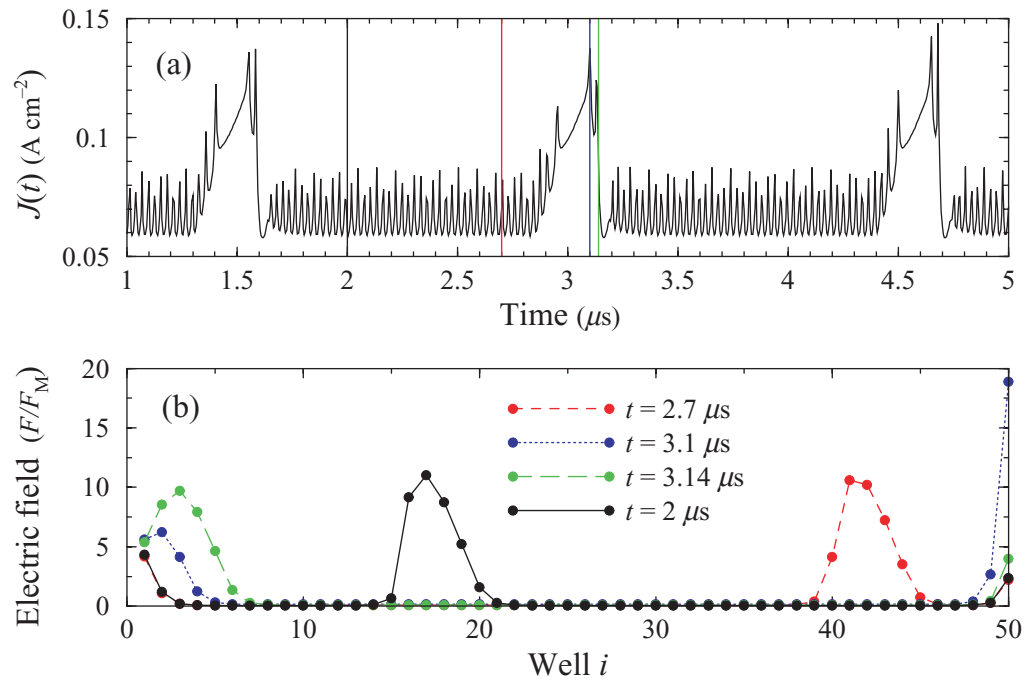 0.15
(a)
J(t) (A cm⁻²)
0.1
0.05
1 1.5 2 2.5 3 3.5 4 4.5 5
Time (μs)
20
(b)
Electric field (F/F_M)
t = 2.7 μs
15
t = 3.1 μs
t = 3.14 μs
10
t = 2 μs
5
0
0 10 20 30 40 50
Well i